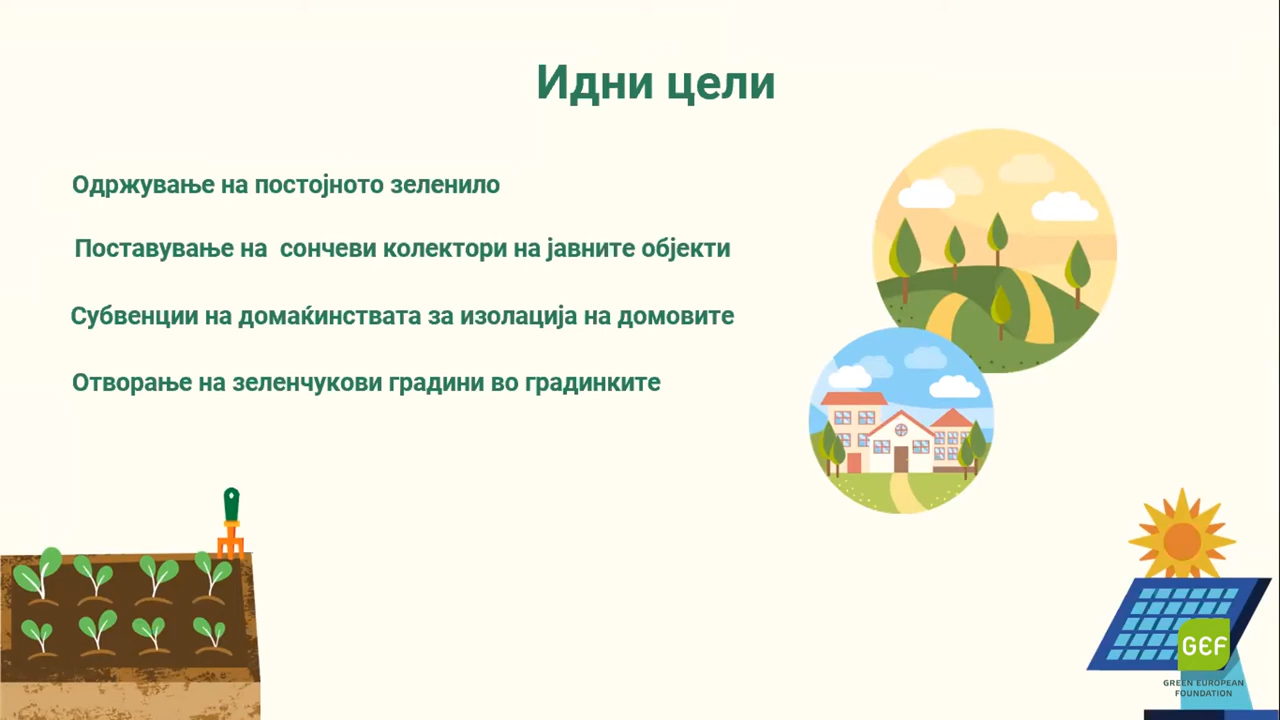 Идни цели
Одржување на постојното зеленило
Поставување на  сончеви колектори на јавните објекти
Субвенции на домаќинствата за изолација на домовите
Отворање на зеленчукови градини во градинките
GEF
GREEN EUROPEAN
FOUNDATION